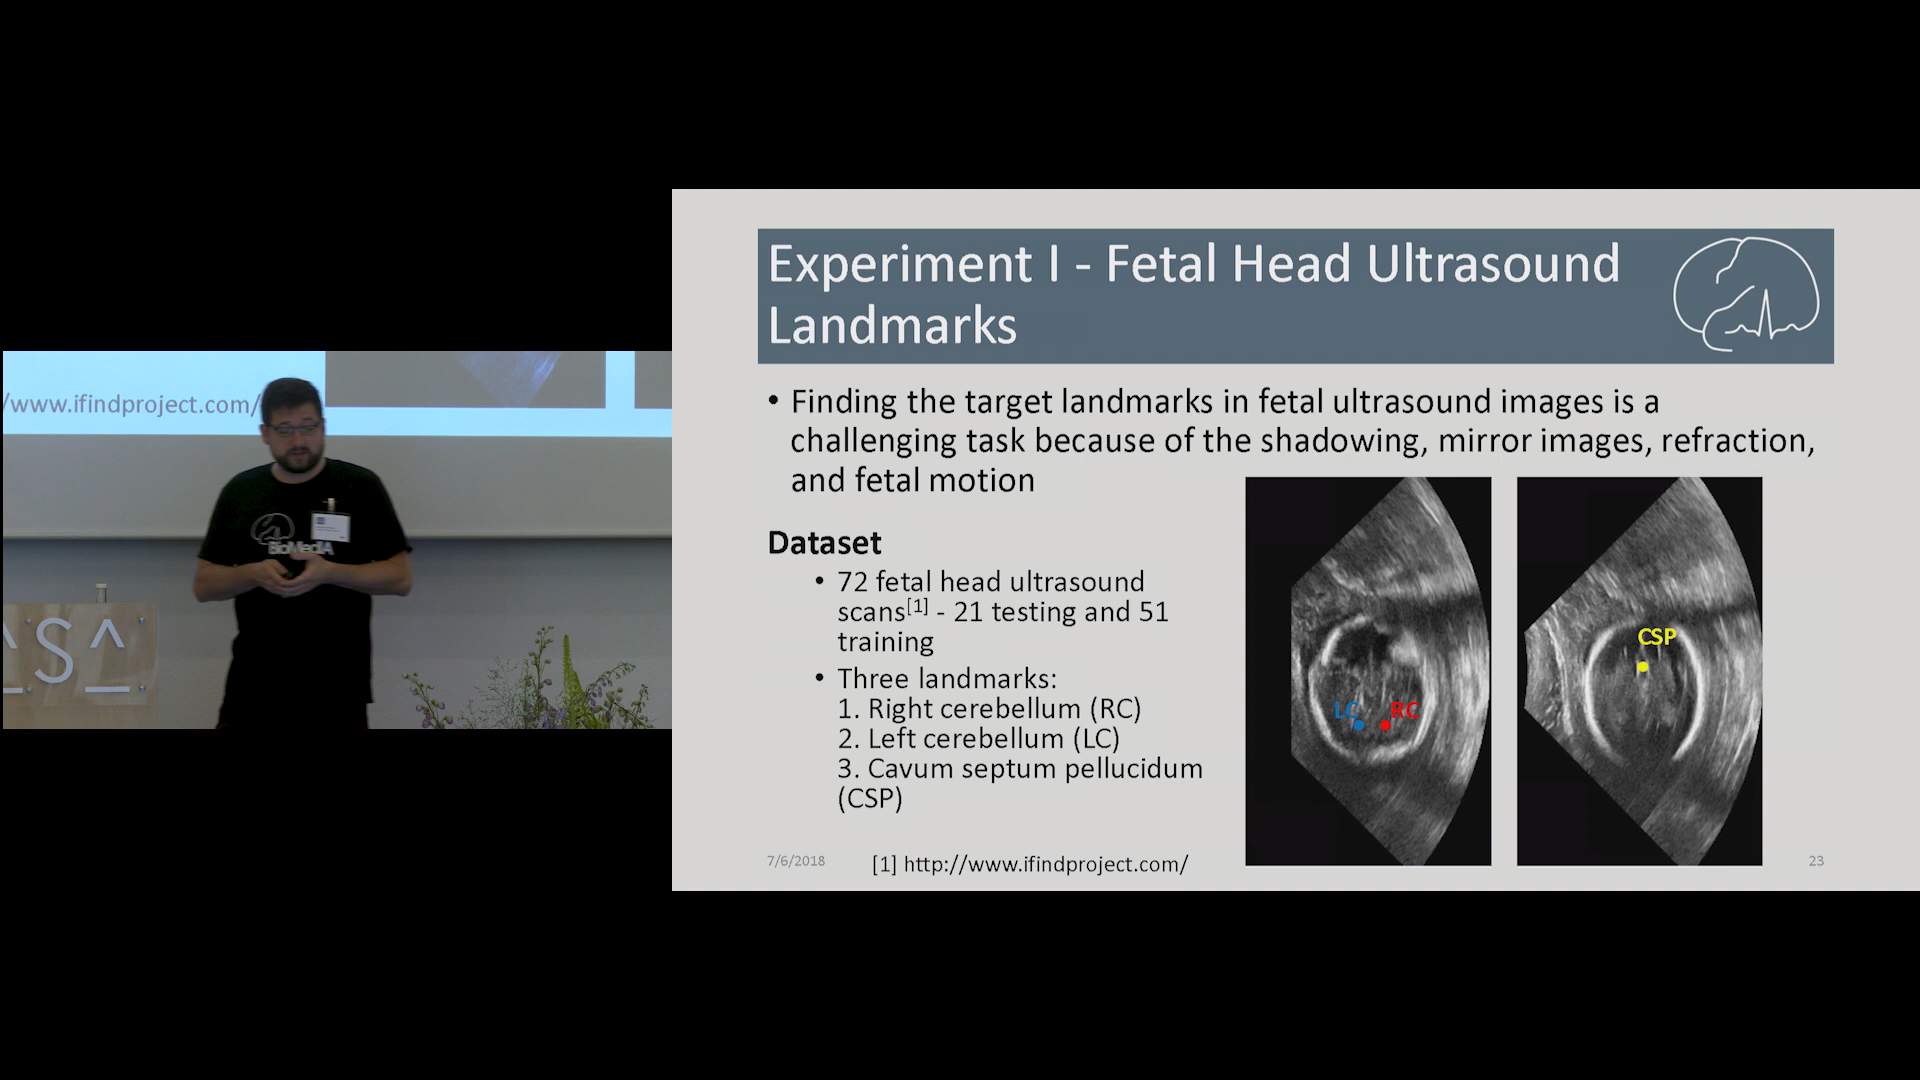 Experiment I - Fetal Head Ultrasound
Landmarks
• Finding the target landmarks in fetal ultrasound images is a
challenging task because of the shadowing, mirror images, refraction,
and fetal motion
Dataset
• 72 fetal head ultrasound
scans[1] - 21 testing and 51
training
• Three landmarks:
1. Right cerebellum (RC)
2. Left cerebellum (LC)
3. Cavum septum pellucidum
(CSP)
LC RC
CSP
7/6/2018
[1] http://www.ifindproject.com/
23
/www.ifindproject.com/
BioMedIA